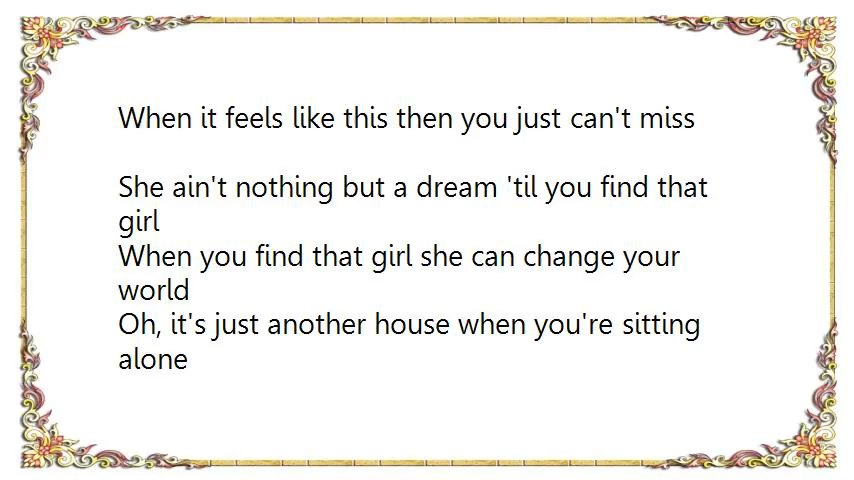 When it feels like this then you just can't miss
She ain't nothing but a dream 'til you find that
girl
When you find that girl she can change your
world
Oh, it's just another house when you're sitting
alone